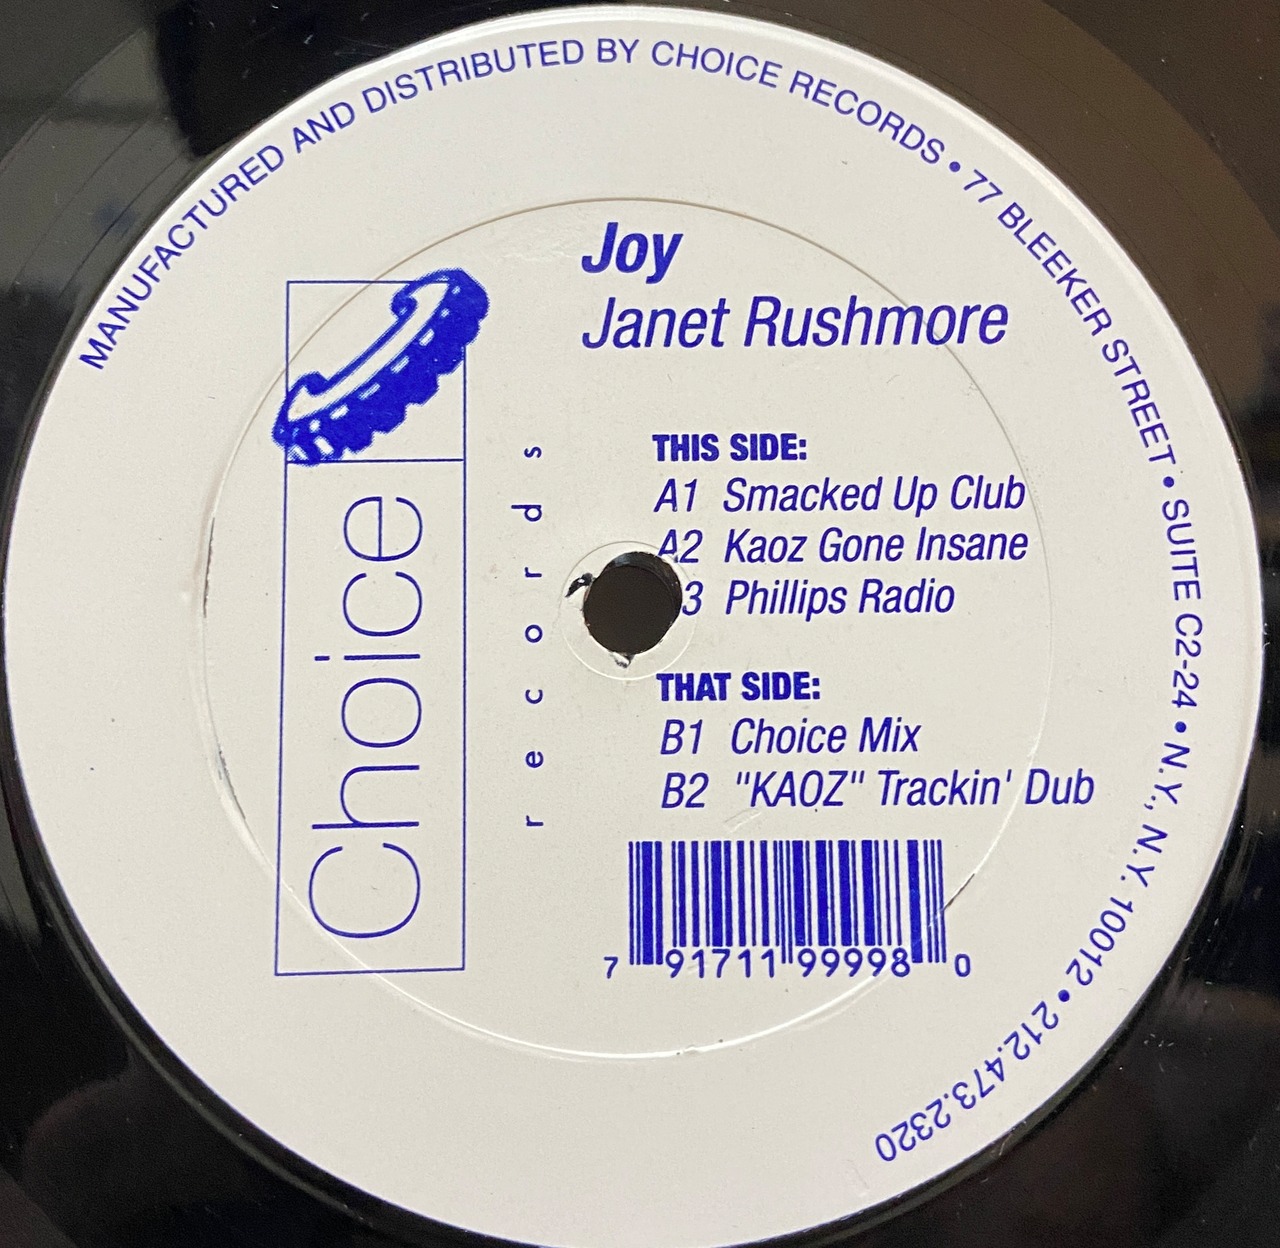 MANUFACTURED AND DISTRIBUTED BY CHOICE RECORDS • 77 BLEEKER STREET • SUITE C2-24 • N.Y., N.Y. 10012 • 212.473.2320
Joy
Janet Rushmore
Choice
records
THIS SIDE:
A1 Smacked Up Club
A2 Kaoz Gone Insane
3 Phillips Radio
THAT SIDE:
B1 Choice Mix
B2 "KAOZ" Trackin' Dub
7 91711 99998 0